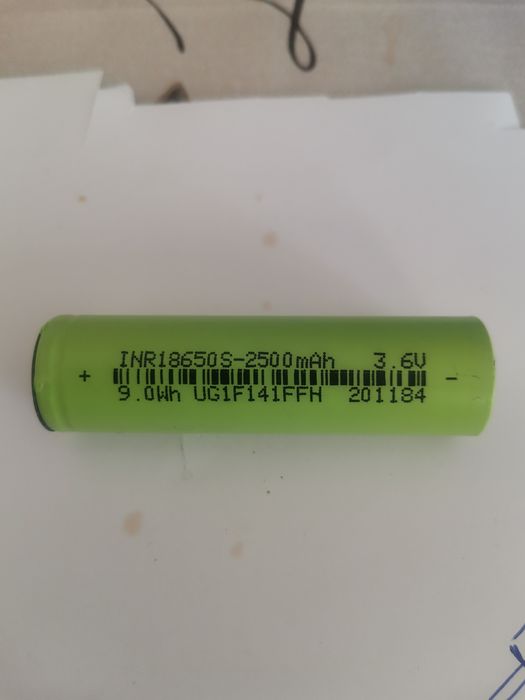 INR18650S-2500mAh 3.6V
+ -
9.0Wh UG1F141FFH 201184